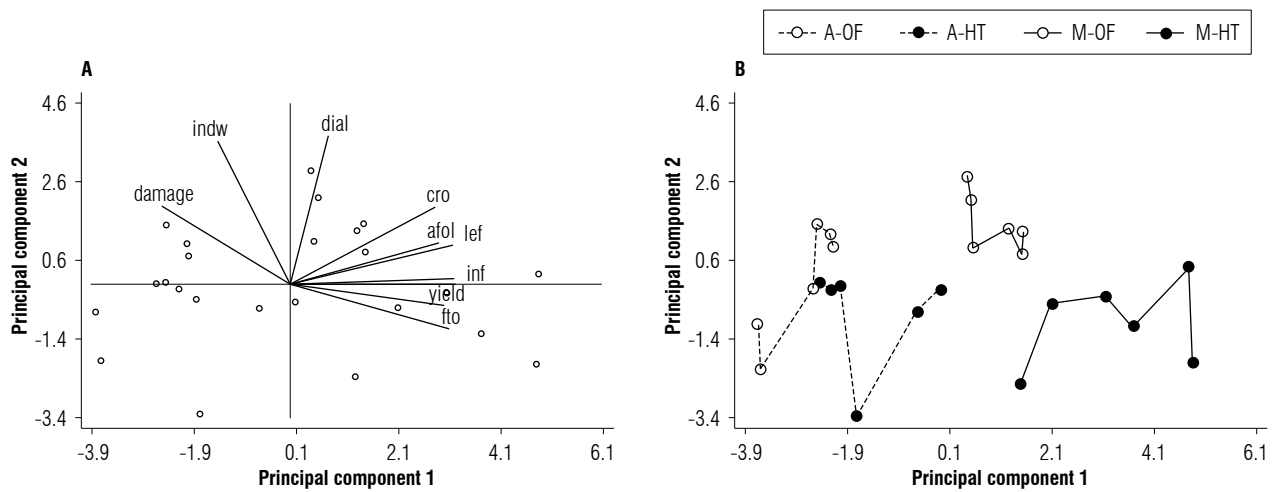 A-OF A-HT M-OF M-HT
A
B
4.6
2.6
0.6
-1.4
-3.4
Principal component 2
indw
dial
damage
cro
afol
lef
inf
yield
fto
-3.9 -1.9 0.1 2.1 4.1 6.1
Principal component 1
4.6
2.6
0.6
-1.4
-3.4
Principal component 2
-3.9 -1.9 0.1 2.1 4.1 6.1
Principal component 1